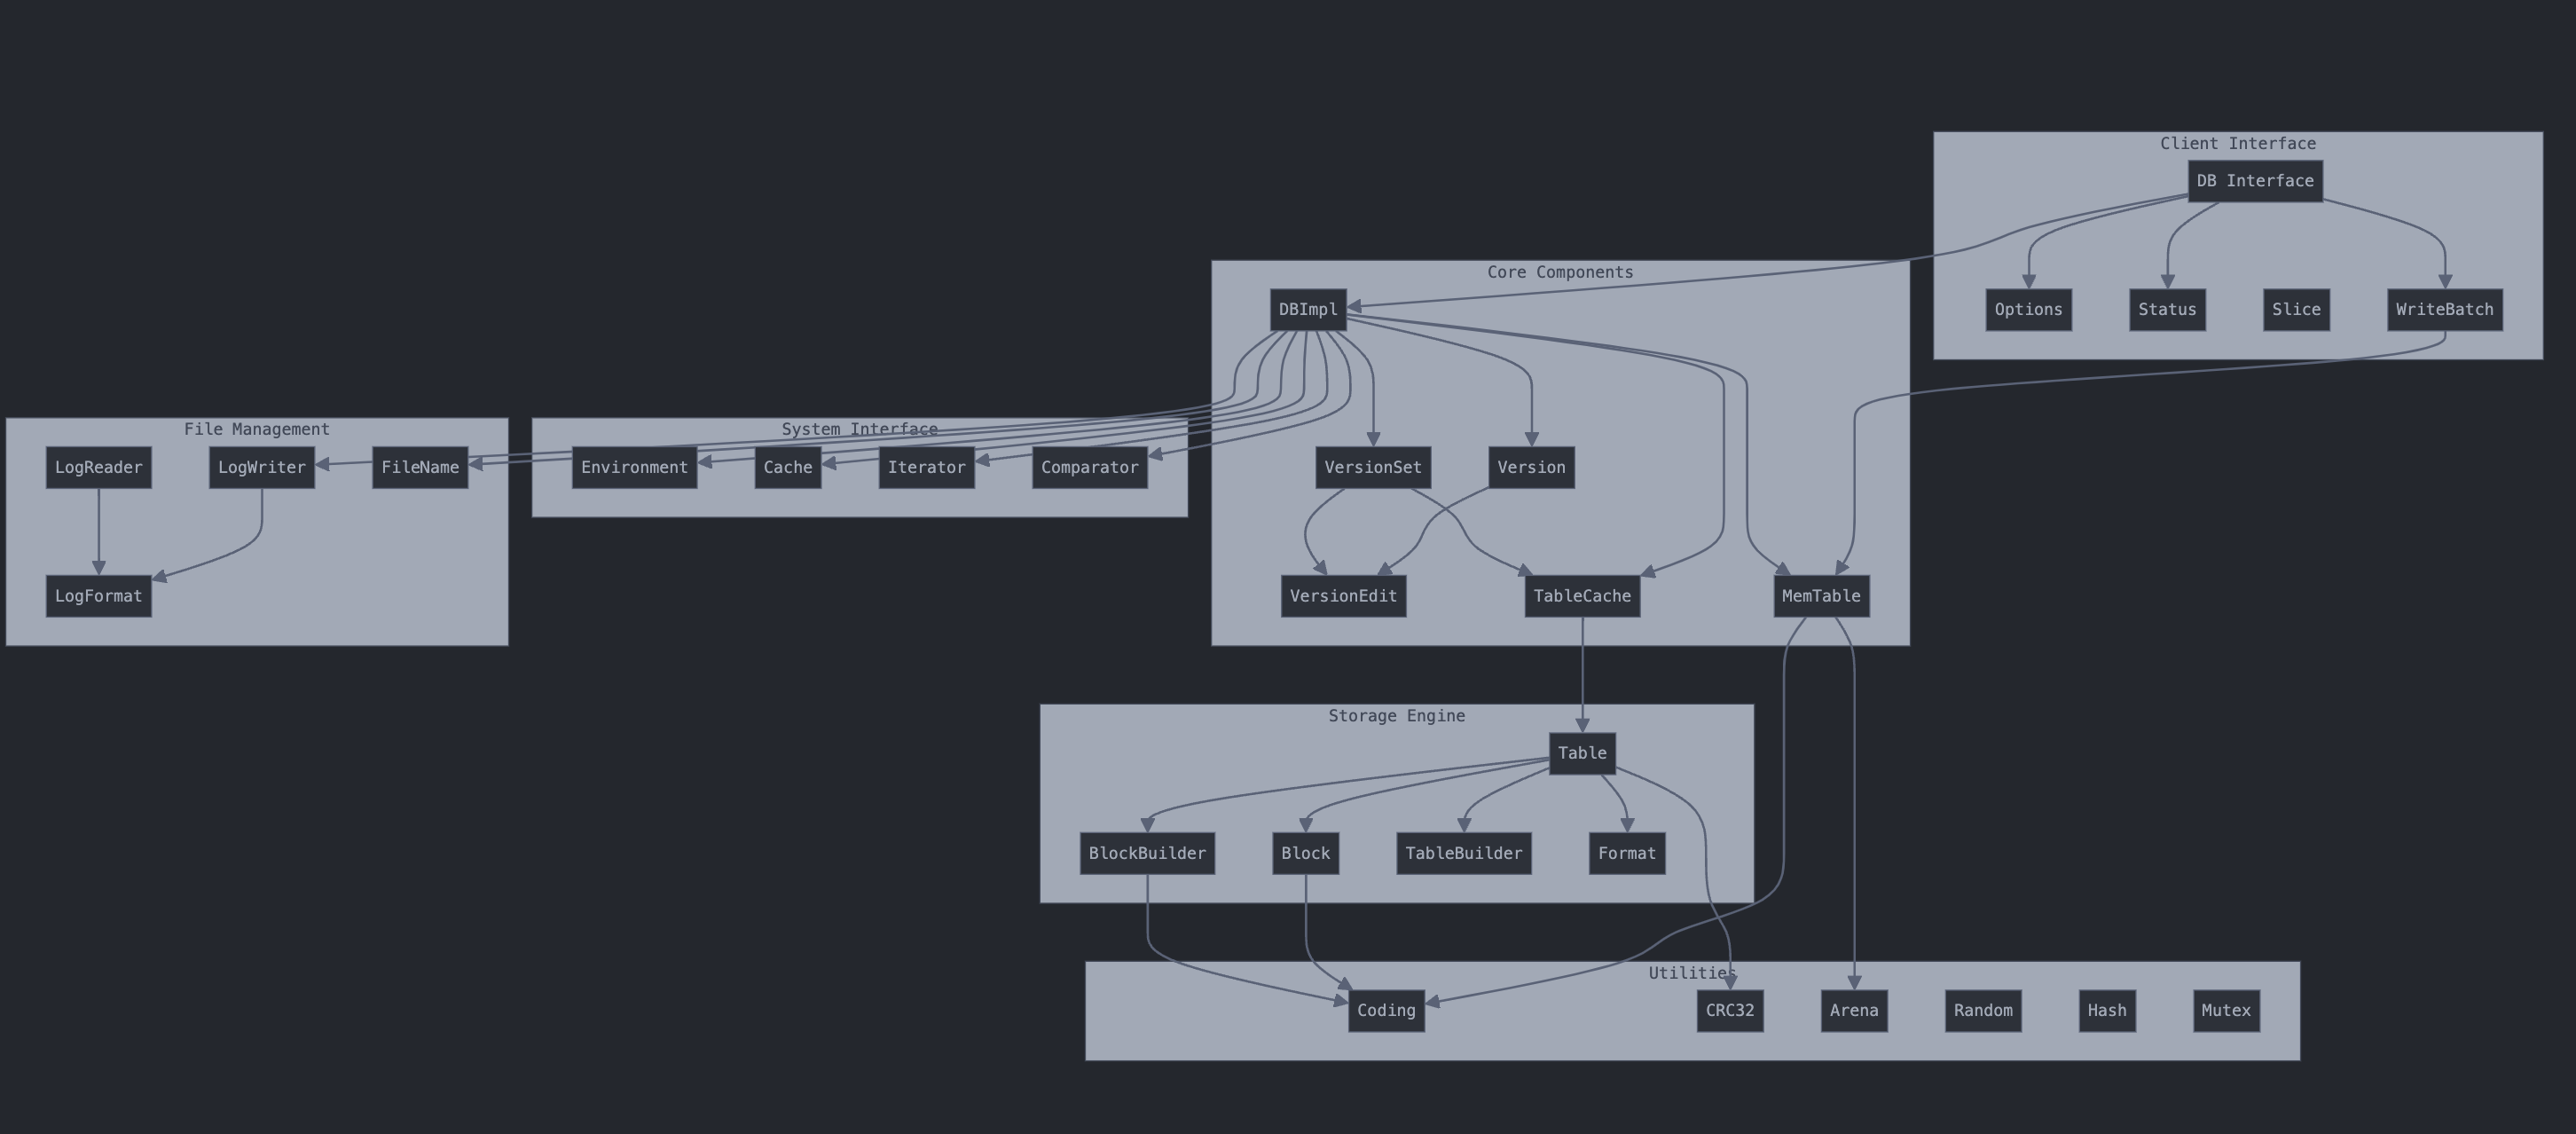 Client Interface
DB Interface
Options
Status
Slice
WriteBatch
Core Components
DBImpl
VersionSet
Version
VersionEdit
TableCache
MemTable
File Management
LogReader
LogWriter
FileName
LogFormat
System Interface
Environment
Cache
Iterator
Comparator
Storage Engine
Table
BlockBuilder
Block
TableBuilder
Format
Utilities
Coding
CRC32
Arena
Random
Hash
Mutex